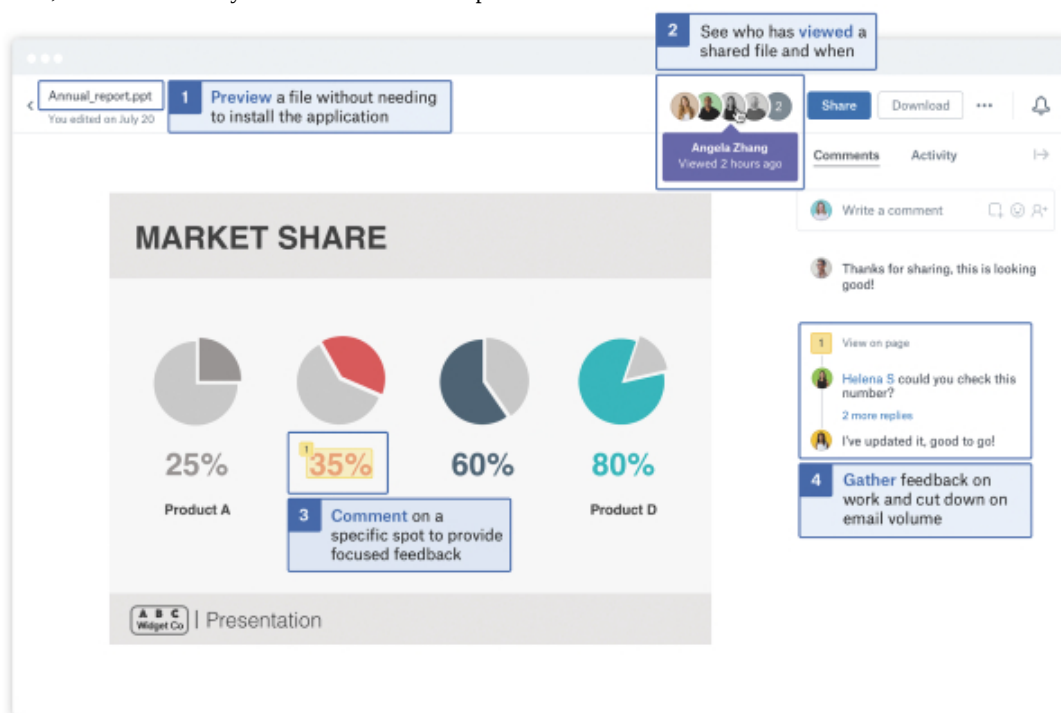 2 See who has viewed a
shared file and when
Annual_report.ppt
You edited on July 20
1 Preview a file without needing
to install the application
2
Angela Zhang
Viewed 2 hours ago
Share
Download
Comments
Activity
Write a comment
Thanks for sharing, this is looking
good!
1 View on page
Helena S could you check this
number?
2 more replies
I've updated it, good to go!
4 Gather feedback on
work and cut down on
email volume
MARKET SHARE
25%
1 35%
60%
80%
Product A
Product D
3 Comment on a
specific spot to provide
focused feedback
A B C
Widget Co
| Presentation